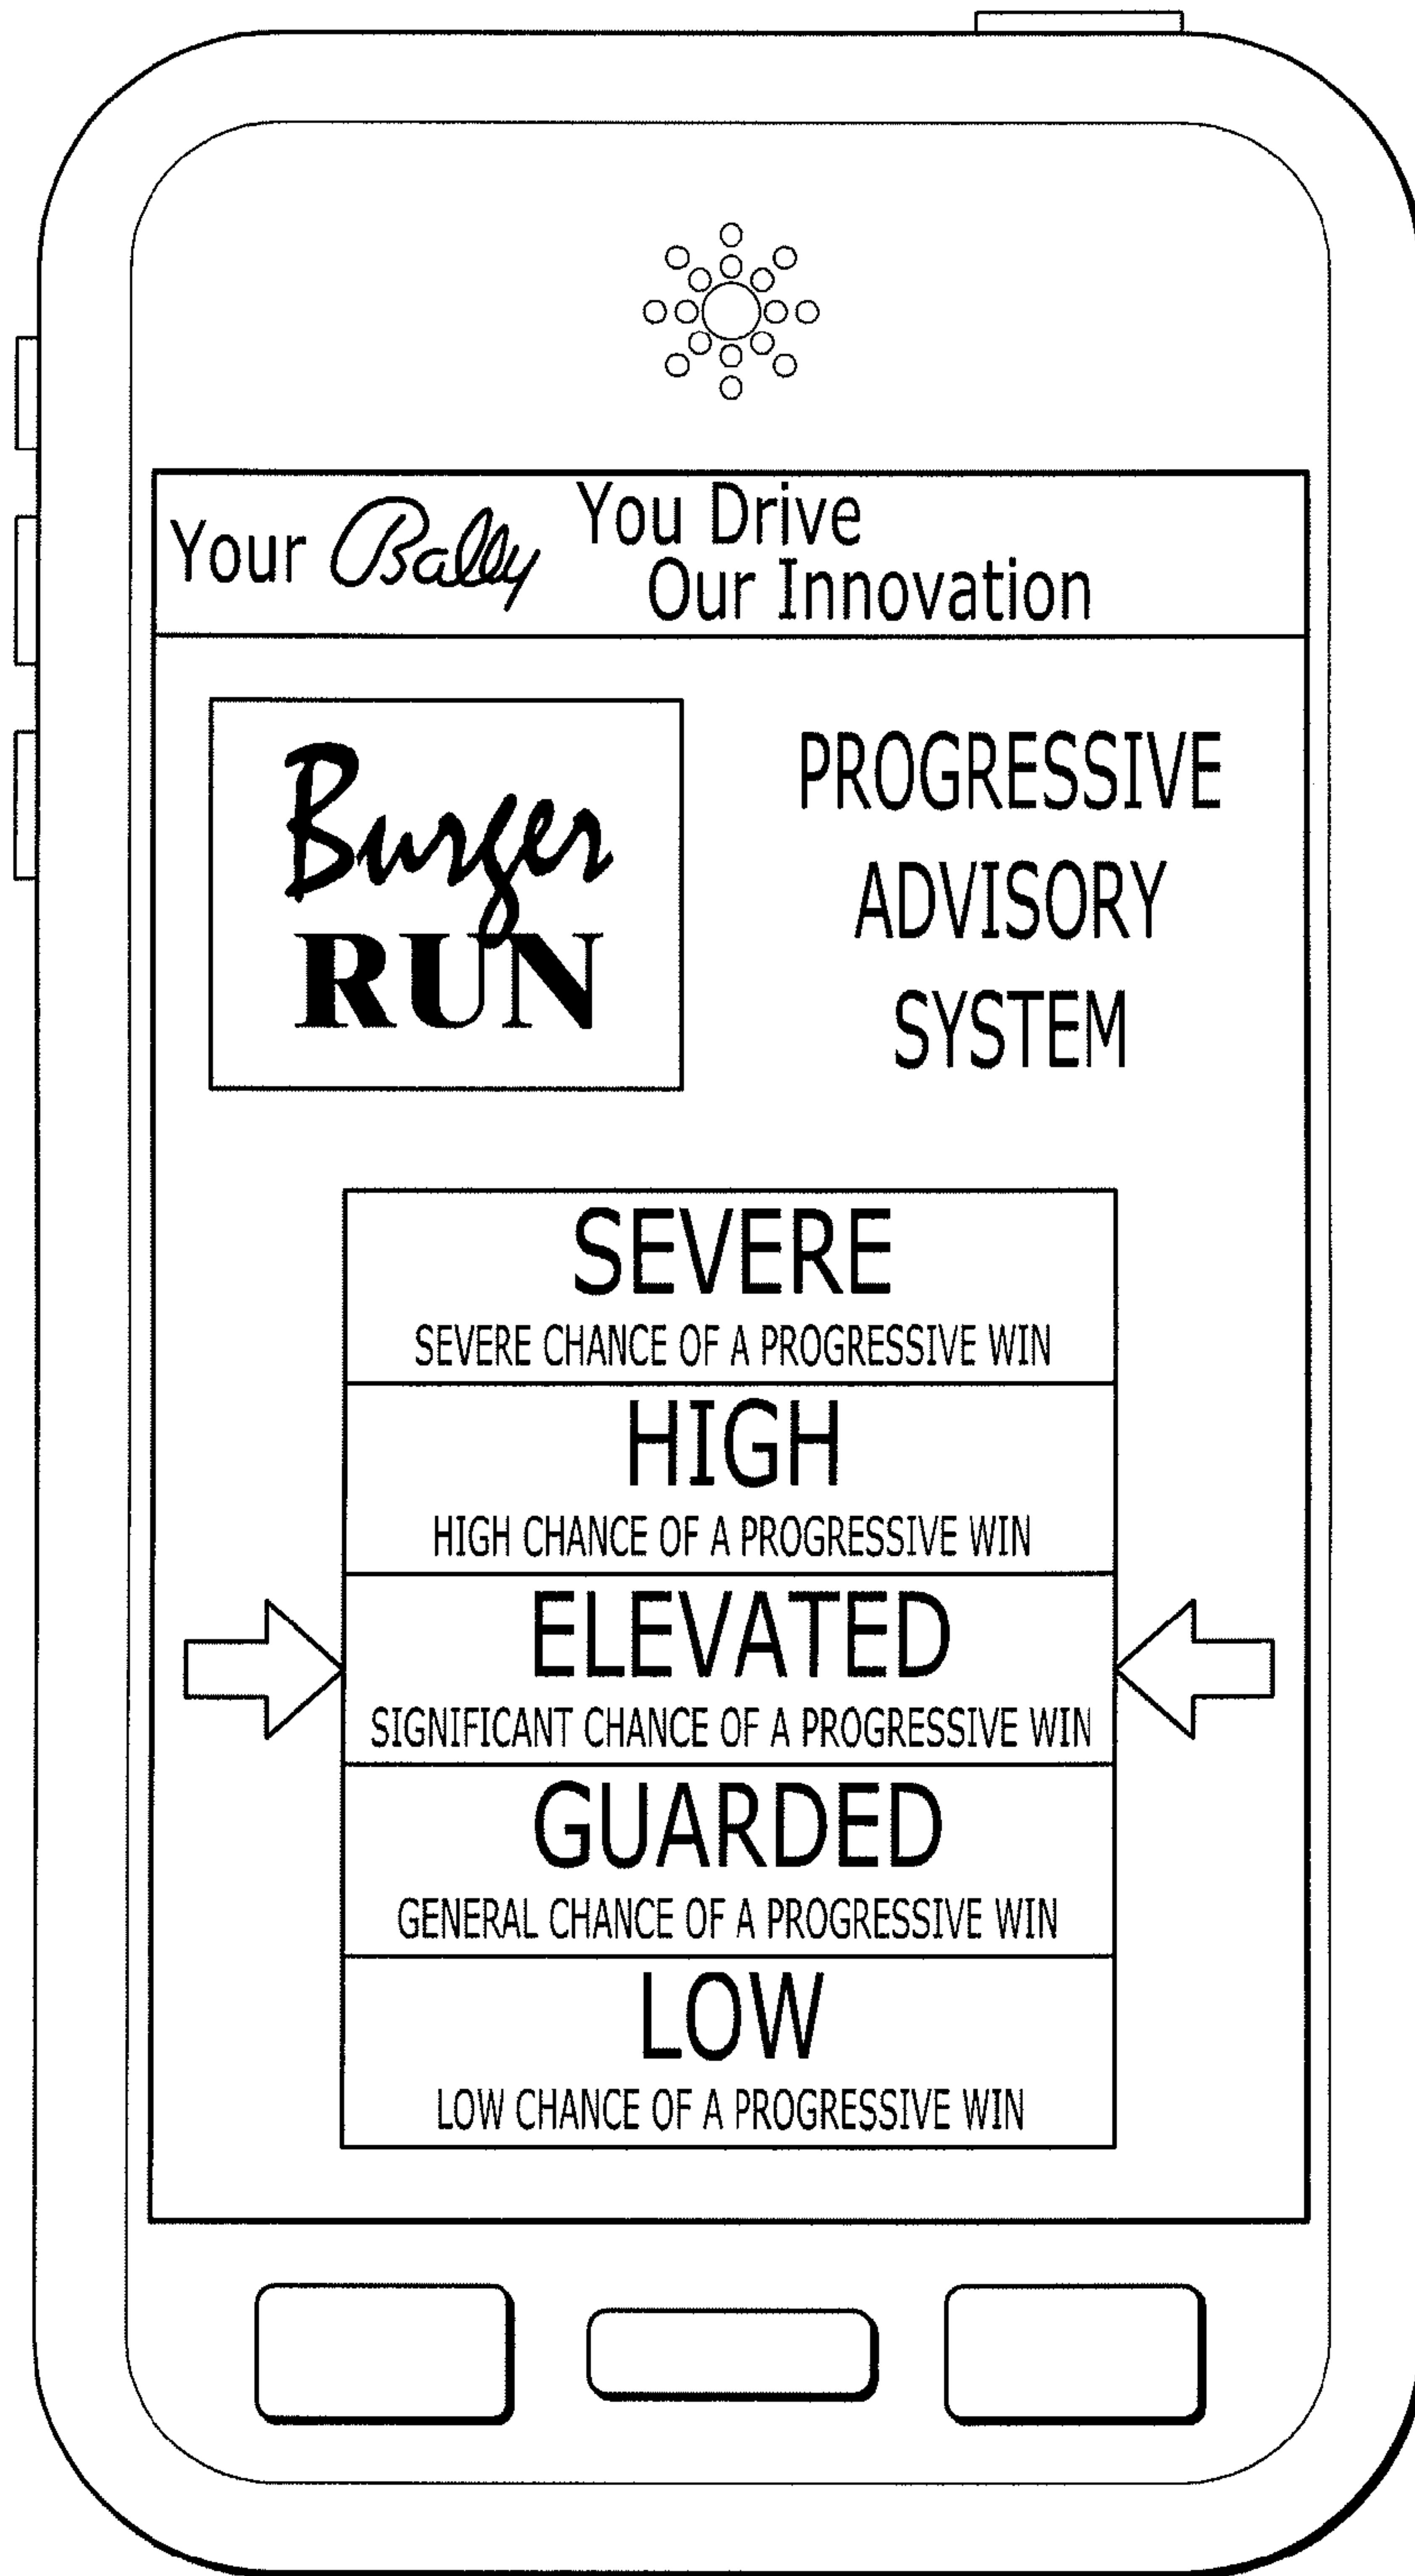 Your Bally You Drive
Our Innovation
Burger
RUN
PROGRESSIVE
ADVISORY
SYSTEM
SEVERE
SEVERE CHANCE OF A PROGRESSIVE WIN
HIGH
HIGH CHANCE OF A PROGRESSIVE WIN
ELEVATED
SIGNIFICANT CHANCE OF A PROGRESSIVE WIN
GUARDED
GENERAL CHANCE OF A PROGRESSIVE WIN
LOW
LOW CHANCE OF A PROGRESSIVE WIN